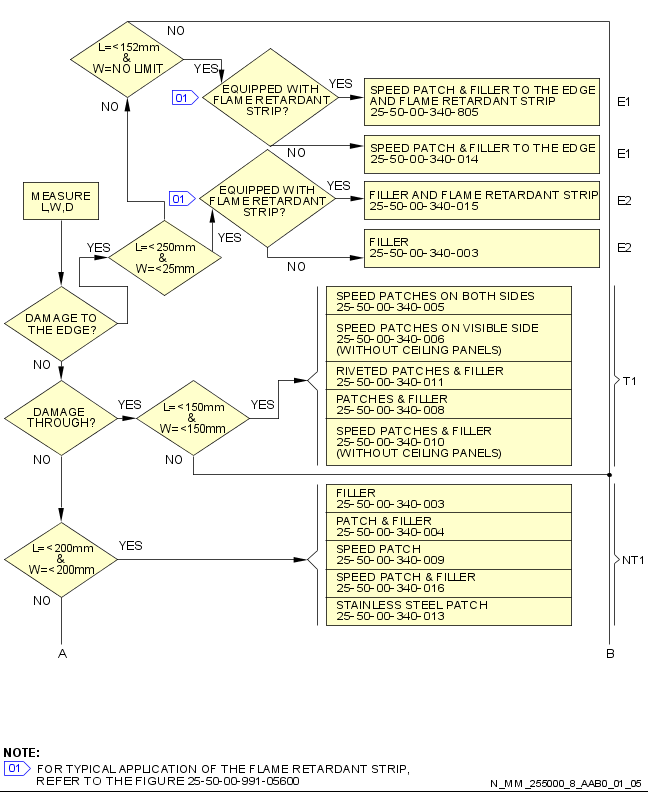 NO
L=<152mm
&
W=NO LIMIT
YES
NO
01
EQUIPPED WITH
FLAME RETARDANT
STRIP?
YES
NO
SPEED PATCH & FILLER TO THE EDGE
AND FLAME RETARDANT STRIP
25-50-00-340-805
E1
SPEED PATCH & FILLER TO THE EDGE
25-50-00-340-014
E1
MEASURE
L,W,D
01
EQUIPPED WITH
FLAME RETARDANT
STRIP?
YES
NO
FILLER AND FLAME RETARDANT STRIP
25-50-00-340-015
E2
FILLER
25-50-00-340-003
E2
YES
L=<250mm
&
W=<25mm
YES
DAMAGE TO
THE EDGE?
NO
SPEED PATCHES ON BOTH SIDES
25-50-00-340-005
SPEED PATCHES ON VISIBLE SIDE
25-50-00-340-006
(WITHOUT CEILING PANELS)
RIVETED PATCHES & FILLER
25-50-00-340-011
PATCHES & FILLER
25-50-00-340-008
SPEED PATCHES & FILLER
25-50-00-340-010
(WITHOUT CEILING PANELS)
T1
DAMAGE
THROUGH?
YES
NO
L=<150mm
&
W=<150mm
YES
NO
FILLER
25-50-00-340-003
PATCH & FILLER
25-50-00-340-004
SPEED PATCH
25-50-00-340-009
SPEED PATCH & FILLER
25-50-00-340-016
STAINLESS STEEL PATCH
25-50-00-340-013
NT1
L=<200mm
&
W=<200mm
YES
NO
A
B
NOTE:
01 FOR TYPICAL APPLICATION OF THE FLAME RETARDANT STRIP,
REFER TO THE FIGURE 25-50-00-991-05600
N_MM_255000_8_AAB0_01_05